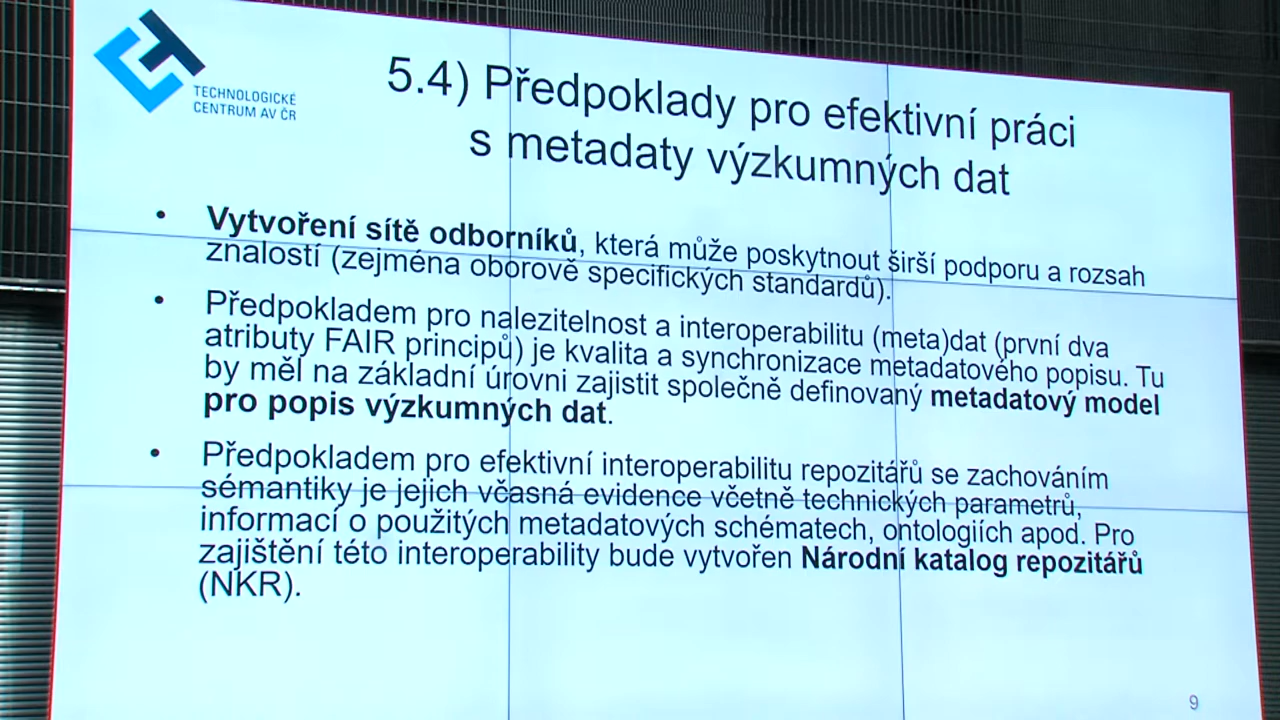 TECHNOLOGICKÉ
CENTRUM AV ČR
5.4) Předpoklady pro efektivní práci
s metadaty výzkumných dat
• Vytvoření sítě odborníků, která může poskytnout širší podporu a rozsah
znalostí (zejména oborově specifických standardů).
• Předpokladem pro nalezitelnost a interoperabilitu (meta)dat (první dva
atributy FAIR principů) je kvalita a synchronizace metadatového popisu. Tu
by měl na základní úrovni zajistit společně definovaný metadatový model
pro popis výzkumných dat.
• Předpokladem pro efektivní interoperabilitu repozitářů se zachováním
sémantiky je jejich včasná evidence včetně technických parametrů,
informací o použitých metadatových schématech, ontologiích apod. Pro
zajištění této interoperability bude vytvořen Národní katalog repozitářů
(NKR).
9